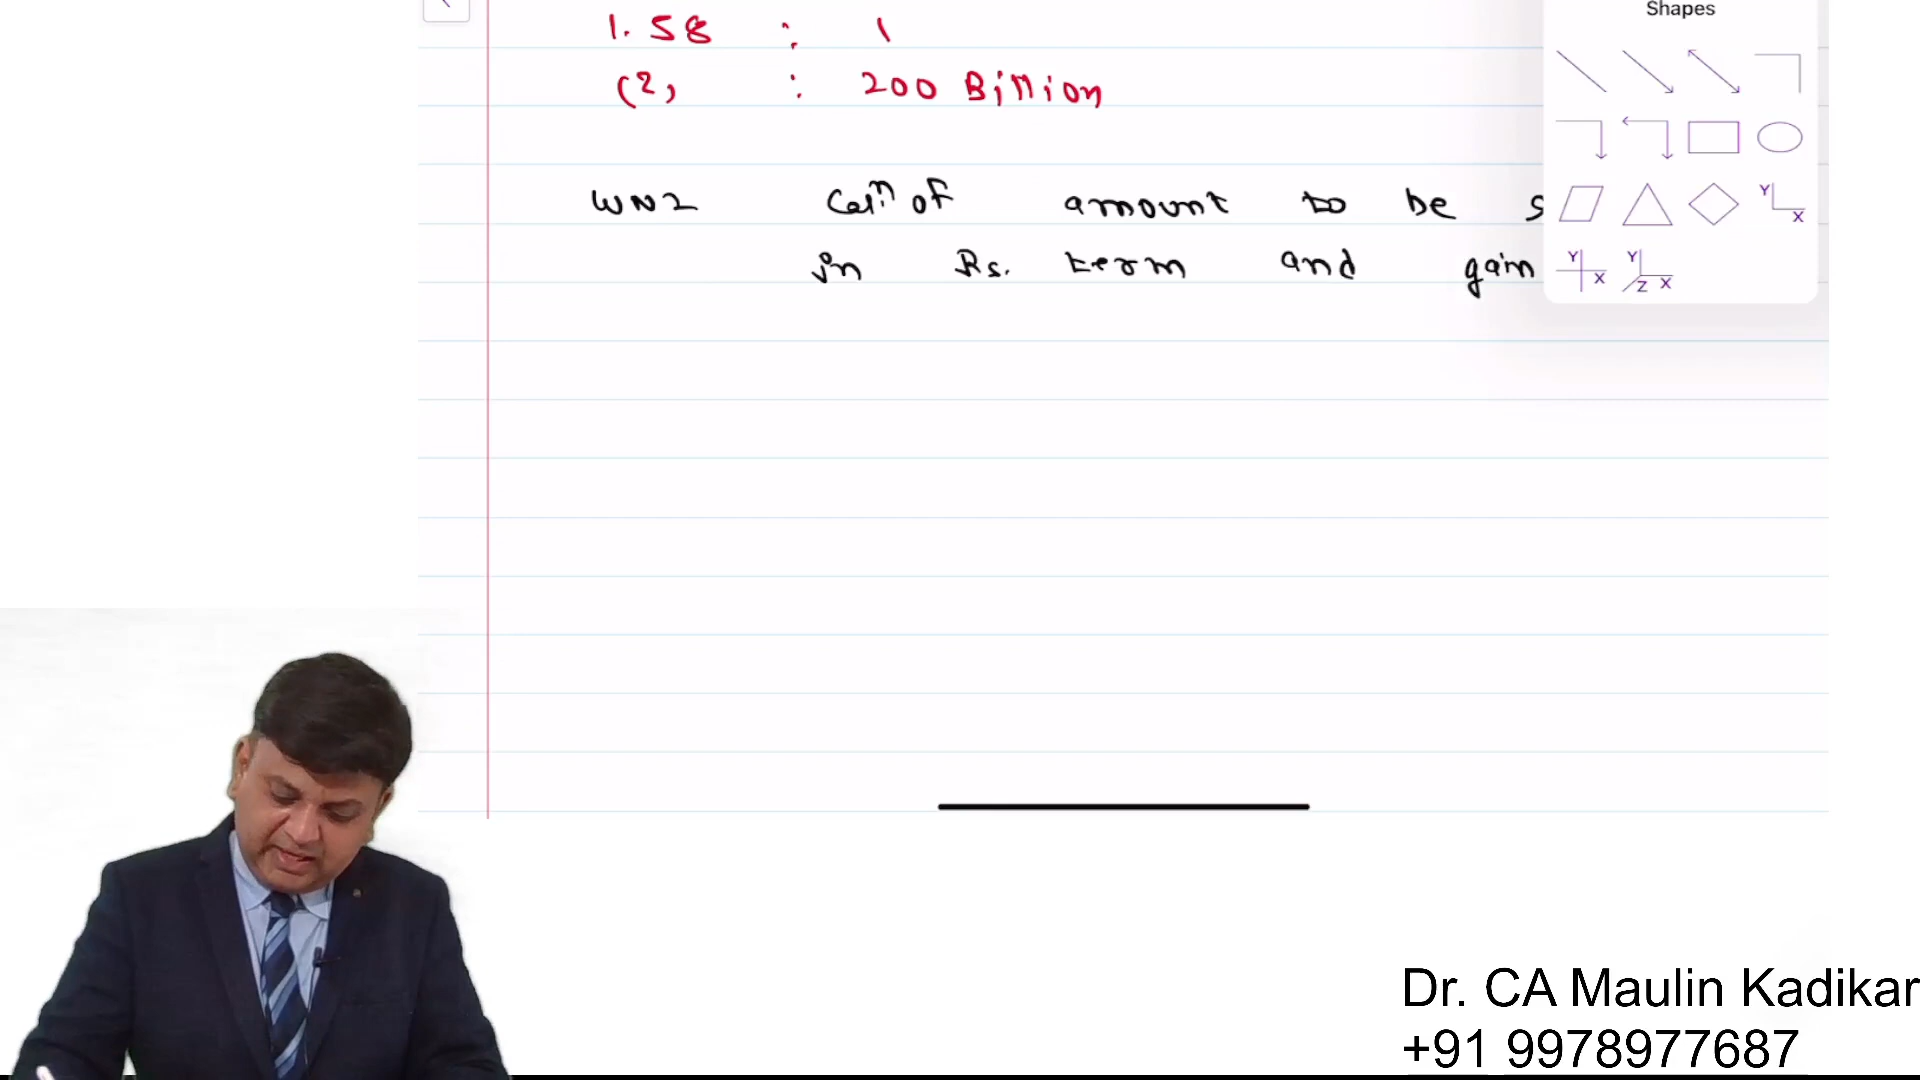 Shapes
1.58 : 1
(?) : 200 Billion
WN2 Calⁿ of amount to be
in Rs. term and gain
Y X
Y X
Y Z X
Dr. CA Maulin Kadikar
+91 9978977687